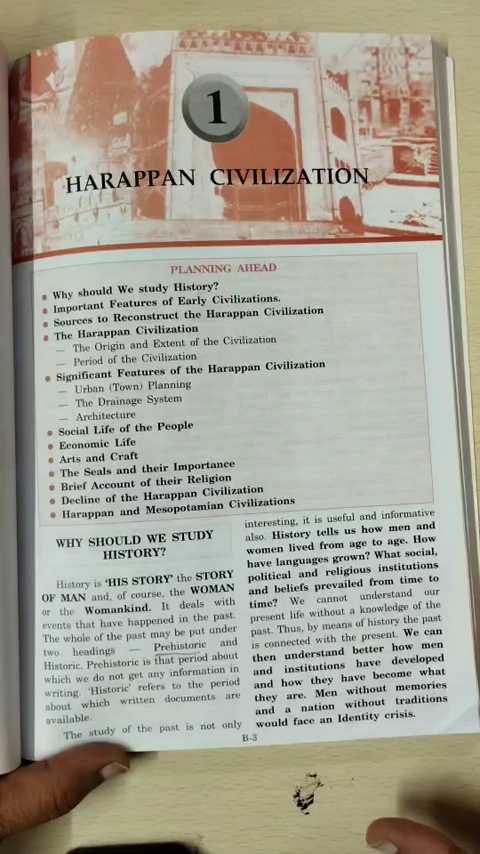 1
HARAPPAN CIVILIZATION
PLANNING AHEAD
• Why should We study History?
• Important Features of Early Civilizations.
• Sources to Reconstruct the Harappan Civilization
• The Harappan Civilization
— The Origin and Extent of the Civilization
— Period of the Civilization
• Significant Features of the Harappan Civilization
— Urban (Town) Planning
— The Drainage System
— Architecture
• Social Life of the People
• Economic Life
• Arts and Craft
• The Seals and their Importance
• Brief Account of their Religion
• Decline of the Harappan Civilization
• Harappan and Mesopotamian Civilizations
WHY SHOULD WE STUDY
HISTORY?
History is 'HIS STORY' the STORY
OF MAN and, of course, the WOMAN
or the Womankind. It deals with
events that have happened in the past.
The whole of the past may be put under
two headings — Prehistoric and
Historic. Prehistoric is that period about
which we do not get any information in
writing. 'Historic' refers to the period
about which written documents are
available.
The study of the past is not only
interesting, it is useful and informative
also. History tells us how men and
women lived from age to age. How
have languages grown? What social,
political and religious institutions
and beliefs prevailed from time to
time? We cannot understand our
present life without a knowledge of the
past. Thus, by means of history the past
is connected with the present. We can
then understand better how men
and institutions have developed
and how they have become what
they are. Men without memories
and a nation without traditions
would face an Identity crisis.
B-3